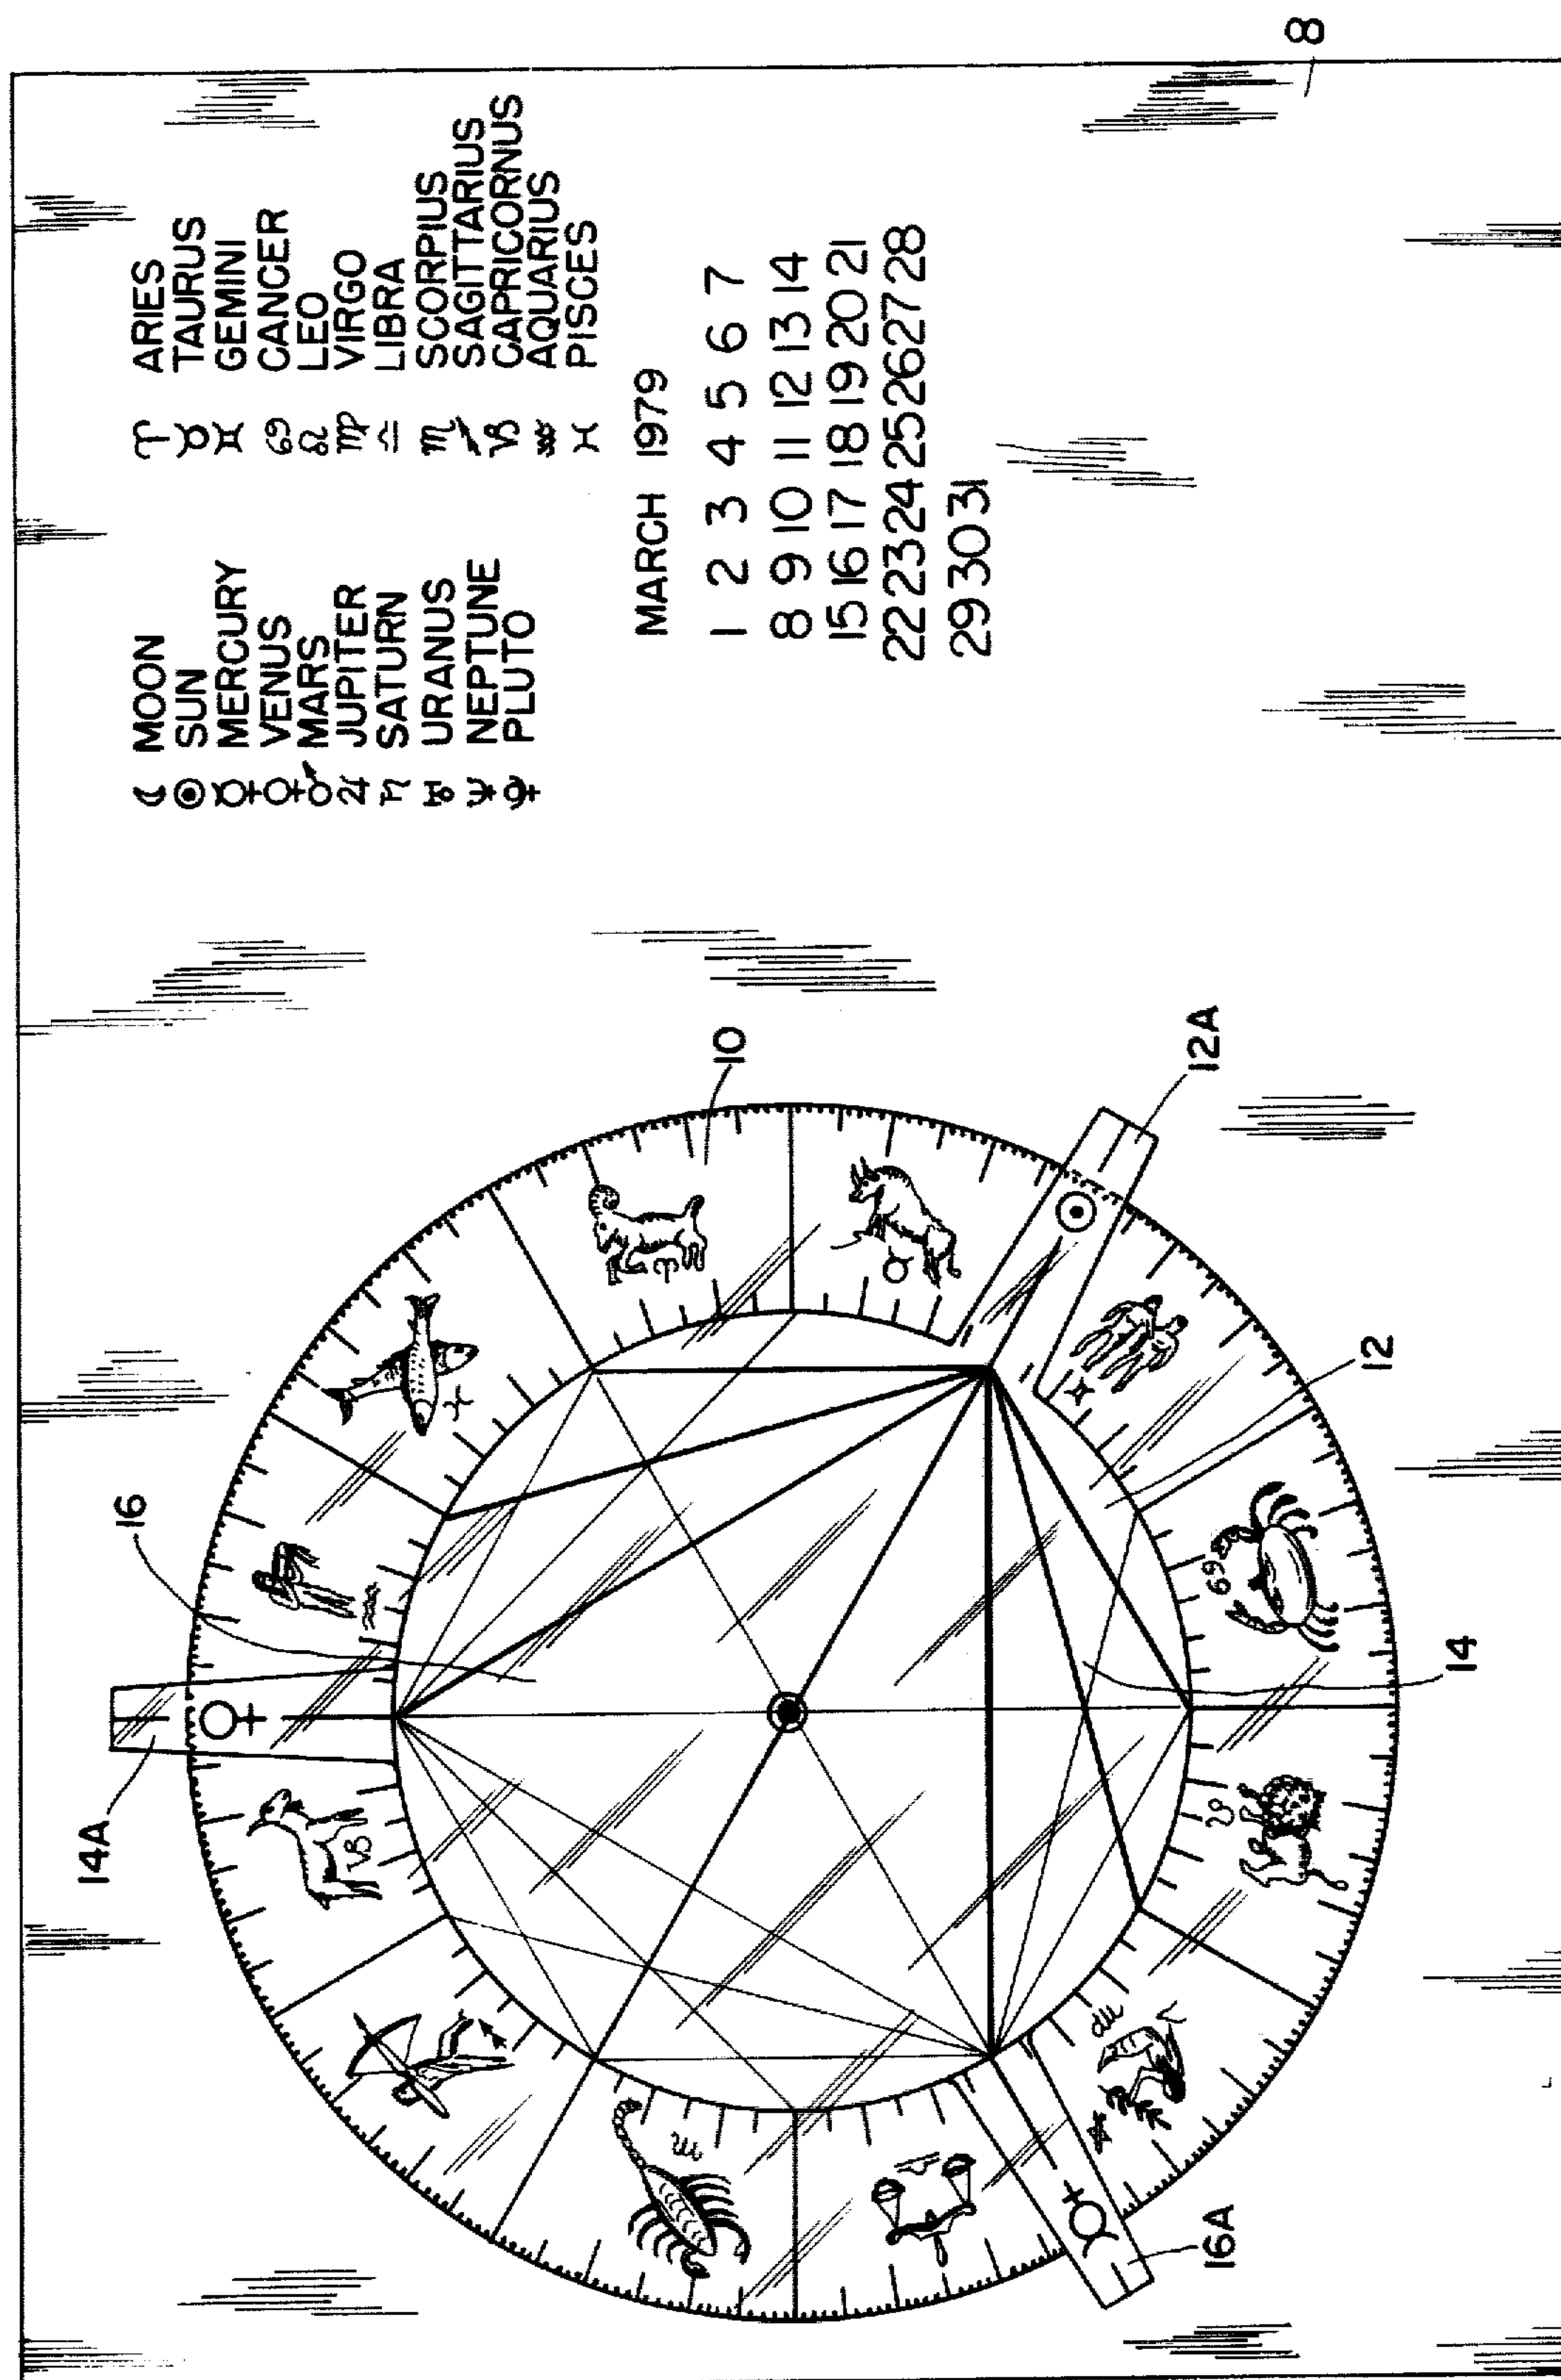 ☾ MOON
☉ SUN
☿ MERCURY
♀ VENUS
♂ MARS
♃ JUPITER
♄ SATURN
♅ URANUS
♆ NEPTUNE
♇ PLUTO
♈ ARIES
♉ TAURUS
♊ GEMINI
♋ CANCER
♌ LEO
♍ VIRGO
♎ LIBRA
♏ SCORPIUS
♐ SAGITTARIUS
♑ CAPRICORNUS
♒ AQUARIUS
♓ PISCES
MARCH 1979
1 2 3 4 5 6 7
8 9 10 11 12 13 14
15 16 17 18 19 20 21
22 23 24 25 26 27 28
29 30 31
14A
16
10
12A
12
14
16A
8
♀
☉
☿
♈
♉
♊
♋
♌
♍
♎
♏
♐
♑
♒
♓